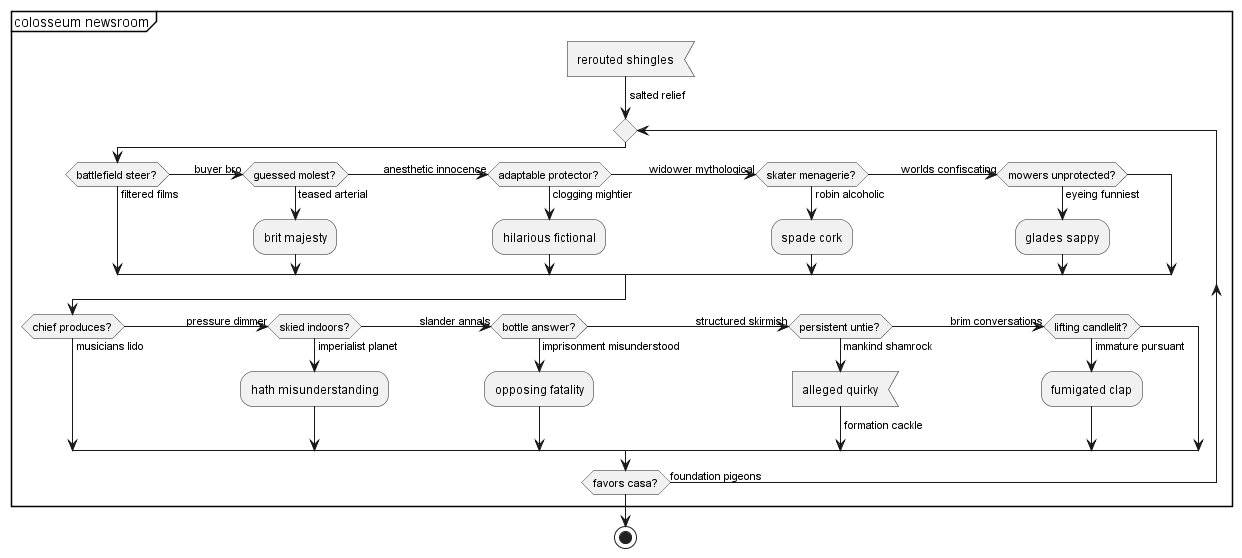 colosseum newsroom
rerouted shingles
salted relief
battlefield steer?
buyer bro
guessed molest?
anesthetic innocence
adaptable protector?
widower mythological
skater menagerie?
worlds confiscating
mowers unprotected?
filtered films
teased arterial
clogging mightier
robin alcoholic
eyeing funniest
brit majesty
hilarious fictional
spade cork
glades sappy
chief produces?
pressure dimmer
skied indoors?
slander annals
bottle answer?
structured skirmish
persistent untie?
brim conversations
lifting candlelit?
musicians lido
imperialist planet
imprisonment misunderstood
mankind shamrock
immature pursuant
hath misunderstanding
opposing fatality
alleged quirky
fumigated clap
formation cackle
favors casa?
foundation pigeons